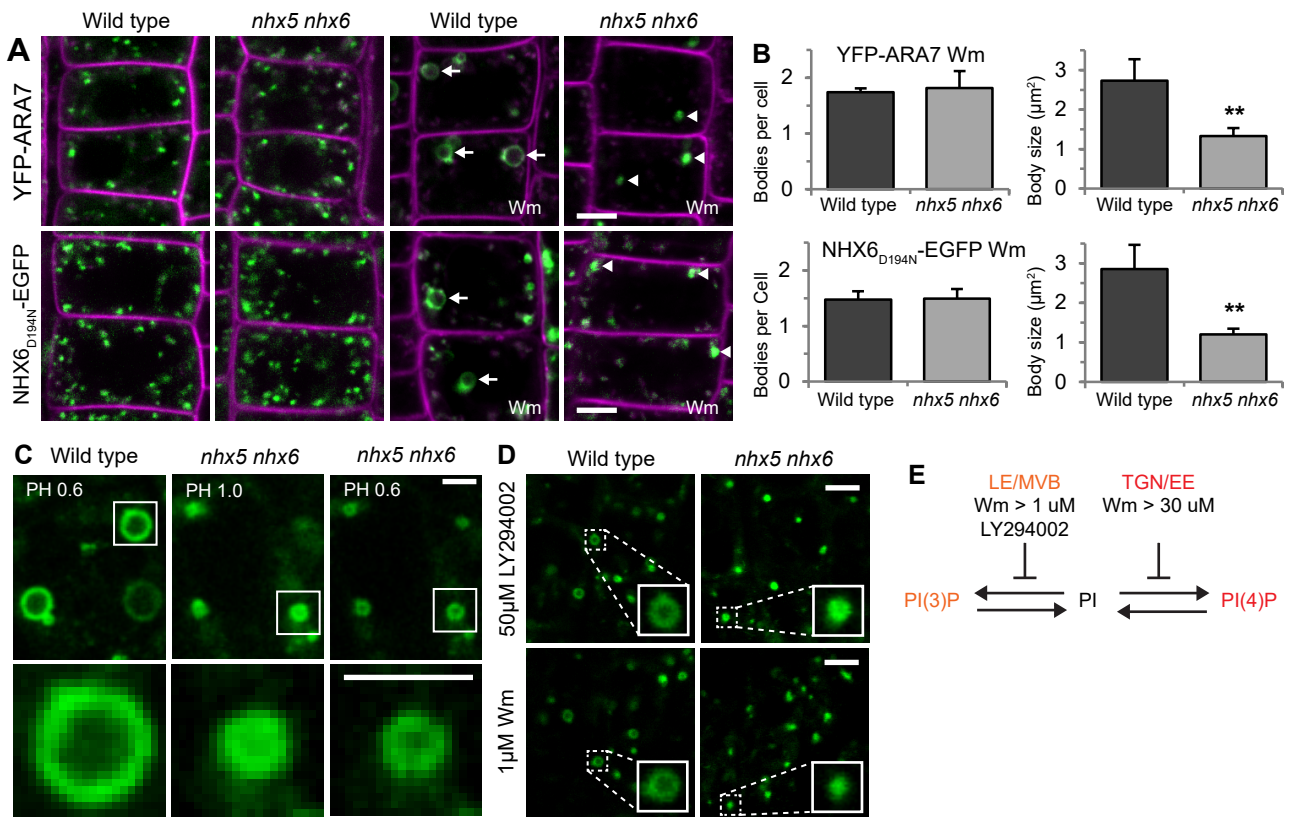 Wild type
nhx5 nhx6
Wild type
nhx5 nhx6
A
YFP-ARA7
Wm
Wm
NHX6D194N-EGFP
Wm
Wm
B
YFP-ARA7 Wm
Bodies per cell
2
1
0
Wild type
nhx5 nhx6
Body size (µm²)
3
2
1
0
**
Wild type
nhx5 nhx6
NHX6D194N-EGFP Wm
Bodies per Cell
2
1
0
Wild type
nhx5 nhx6
Body size (µm²)
3
2
1
0
**
Wild type
nhx5 nhx6
C
Wild type
nhx5 nhx6
nhx5 nhx6
PH 0.6
PH 1.0
PH 0.6
D
Wild type
nhx5 nhx6
50µM LY294002
1µM Wm
E
LE/MVB
Wm > 1 uM
LY294002
TGN/EE
Wm > 30 uM
PI(3)P
PI
PI(4)P